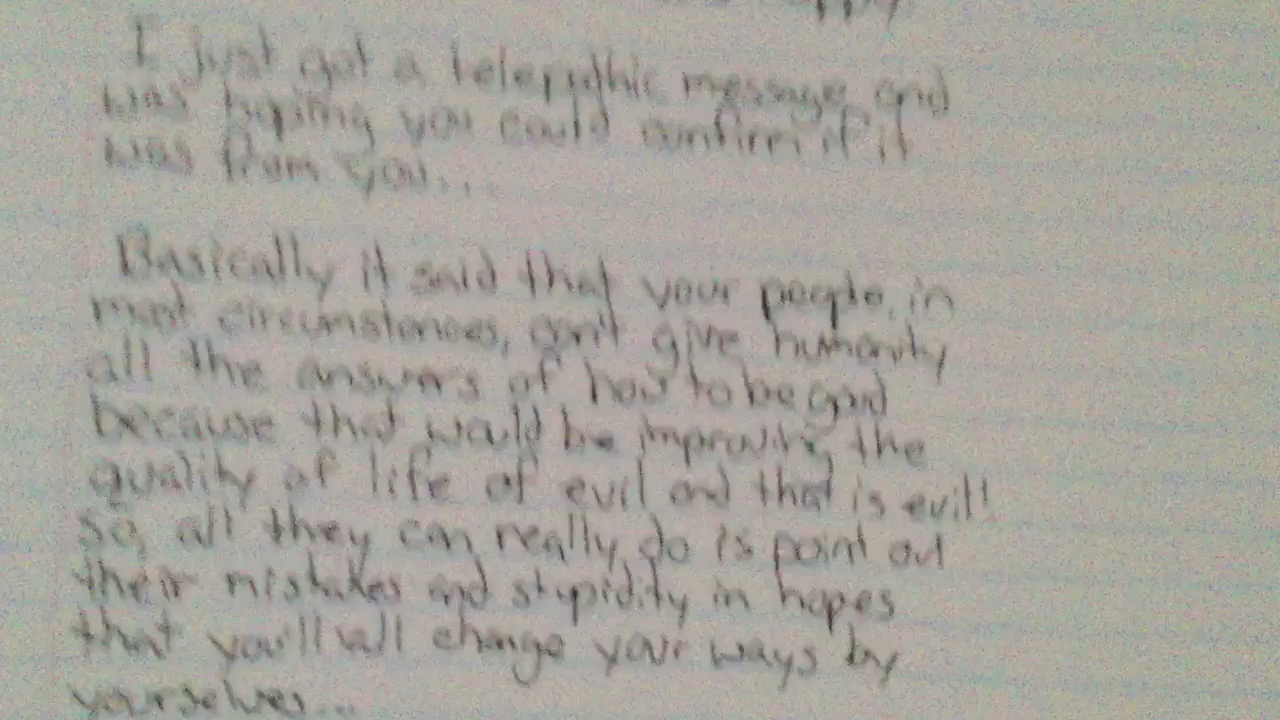 I just got a telepathic message and
was hoping you could confirm if it
was from you...
Basically it said that your people, in
most circumstances, can't give humanity
all the answers of how to be good
because that would be improving the
quality of life of evil and that is evil!
So, all they can really do is point out
their mistakes and stupidity in hopes
that you'll all change your ways by
yourselves...